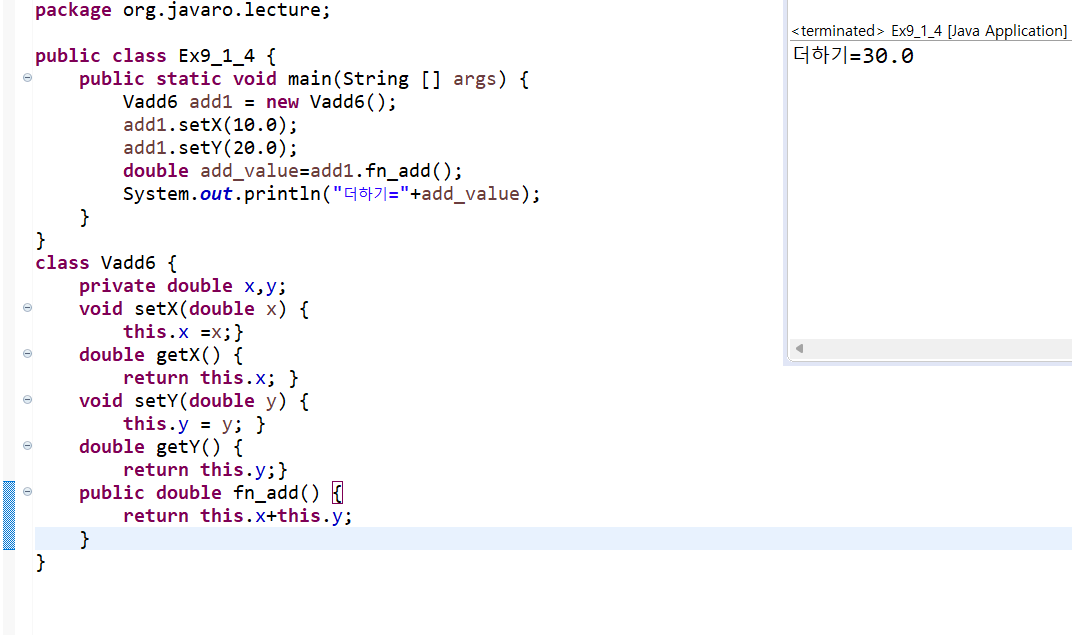 package org.javaro.lecture;
public class Ex9_1_4 {
public static void main(String [] args) {
Vadd6 add1 = new Vadd6();
add1.setX(10.0);
add1.setY(20.0);
double add_value=add1.fn_add();
System.out.println("더하기="+add_value);
}
}
class Vadd6 {
private double x,y;
void setX(double x) {
this.x =x;}
double getX() {
return this.x; }
void setY(double y) {
this.y = y; }
double getY() {
return this.y;}
public double fn_add() {
return this.x+this.y;
}
}
<terminated> Ex9_1_4 [Java Application]
더하기=30.0